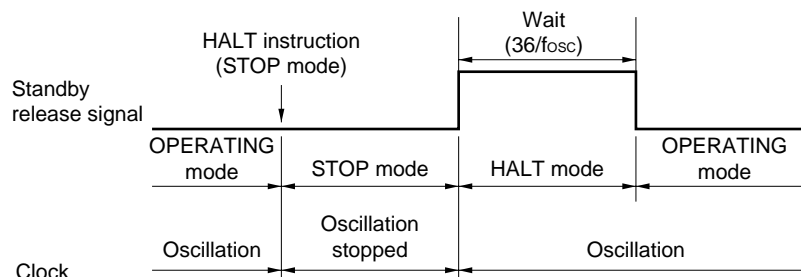 Wait
(36/fosc)
HALT instruction
(STOP mode)
Standby
release signal
OPERATING
mode
STOP mode
HALT mode
OPERATING
mode
Oscillation
Oscillation
stopped
Oscillation
Clock